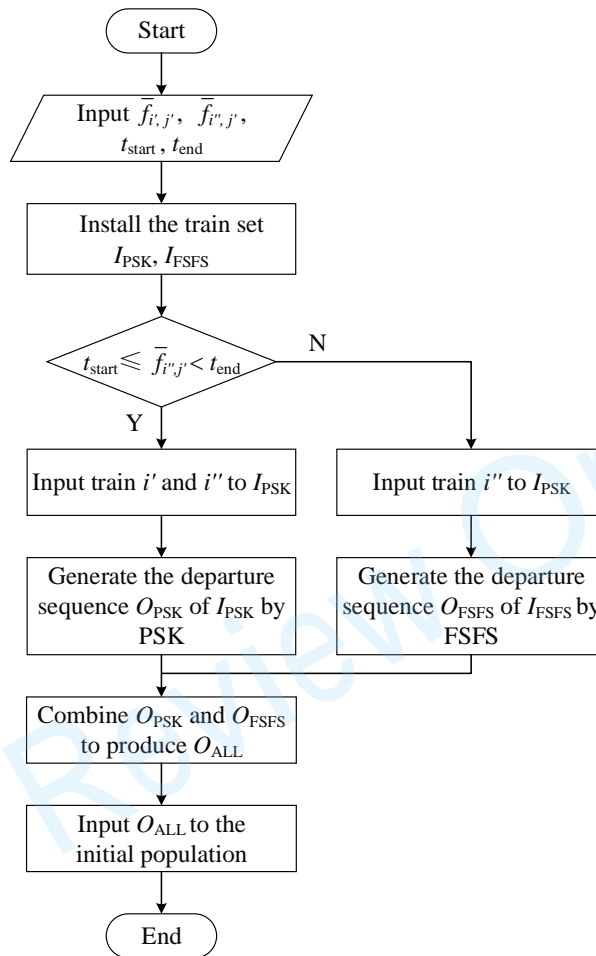 Start
Input f̅i′, j′, f̅i″, j′,
tstart, tend
Install the train set
IPSK, IFSFS
tstart ≤ f̅i″,j′ < tend
N
Y
Input train i′ and i″ to IPSK
Input train i″ to IPSK
Generate the departure
sequence OPSK of IPSK by
PSK
Generate the departure
sequence OFSFS of IFSFS by
FSFS
Combine OPSK and OFSFS
to produce OALL
Input OALL to the
initial population
End
Review On